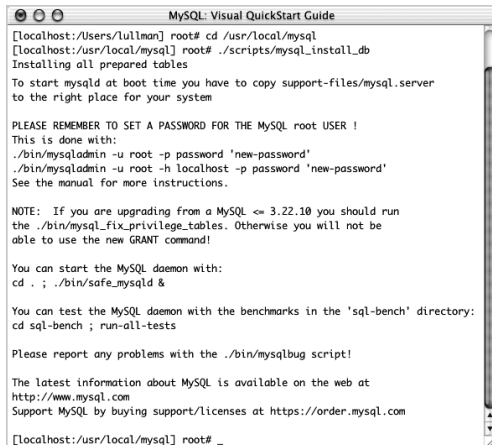 MySQL: Visual QuickStart Guide
[localhost:/Users/lullman] root# cd /usr/local/mysql
[localhost:/usr/local/mysql] root# ./scripts/mysql_install_db
Installing all prepared tables
To start mysqld at boot time you have to copy support-files/mysql.server
to the right place for your system
PLEASE REMEMBER TO SET A PASSWORD FOR THE MySQL root USER !
This is done with:
./bin/mysqladmin -u root -p password 'new-password'
./bin/mysqladmin -u root -h localhost -p password 'new-password'
See the manual for more instructions.
NOTE:  If you are upgrading from a MySQL <= 3.22.10 you should run
the ./bin/mysql_fix_privilege_tables. Otherwise you will not be
able to use the new GRANT command!
You can start the MySQL daemon with:
cd . ; ./bin/safe_mysqld &
You can test the MySQL daemon with the benchmarks in the 'sql-bench' directory:
cd sql-bench ; run-all-tests
Please report any problems with the ./bin/mysqlbug script!
The latest information about MySQL is available on the web at
http://www.mysql.com
Support MySQL by buying support/licenses at https://order.mysql.com
[localhost:/usr/local/mysql] root# _